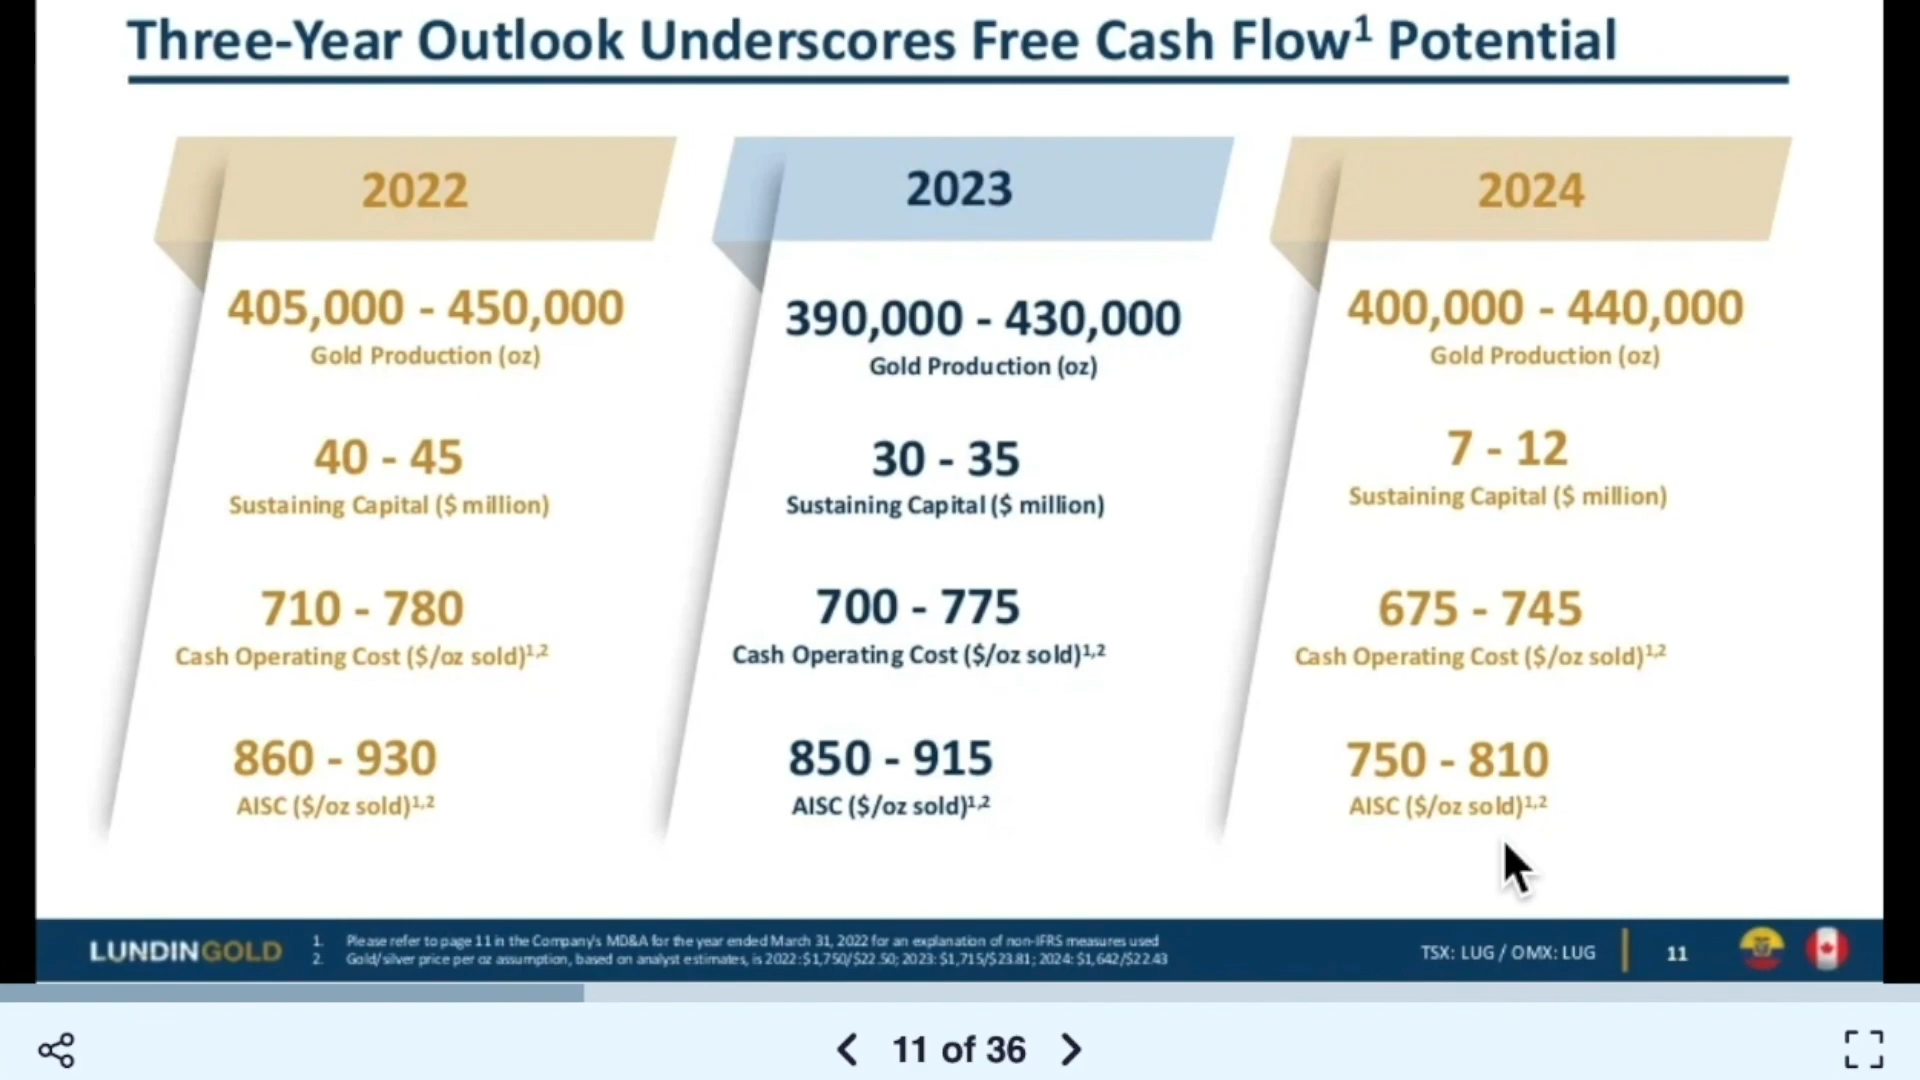 Three-Year Outlook Underscores Free Cash Flow¹ Potential
2022
405,000 - 450,000
Gold Production (oz)
40 - 45
Sustaining Capital ($ million)
710 - 780
Cash Operating Cost ($/oz sold)¹,²
860 - 930
AISC ($/oz sold)¹,²
2023
390,000 - 430,000
Gold Production (oz)
30 - 35
Sustaining Capital ($ million)
700 - 775
Cash Operating Cost ($/oz sold)¹,²
850 - 915
AISC ($/oz sold)¹,²
2024
400,000 - 440,000
Gold Production (oz)
7 - 12
Sustaining Capital ($ million)
675 - 745
Cash Operating Cost ($/oz sold)¹,²
750 - 810
AISC ($/oz sold)¹,²
LUNDINGOLD
1. Please refer to page 11 in the Company's MD&A for the year ended March 31, 2022 for an explanation of non-IFRS measures used
2. Gold/silver price per oz assumption, based on analyst estimates, is 2022: $1,750/$22.50; 2023: $1,715/$23.81; 2024: $1,642/$22.43
TSX: LUG / OMX: LUG
11
11 of 36